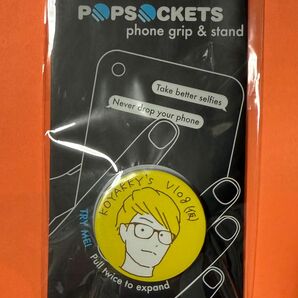 POPSOCKETS
phone grip & stand
Take better selfies
Never drop your phone
KOYAKKY'S Vlog(仮)
TRY ME!
Pull twice to expand